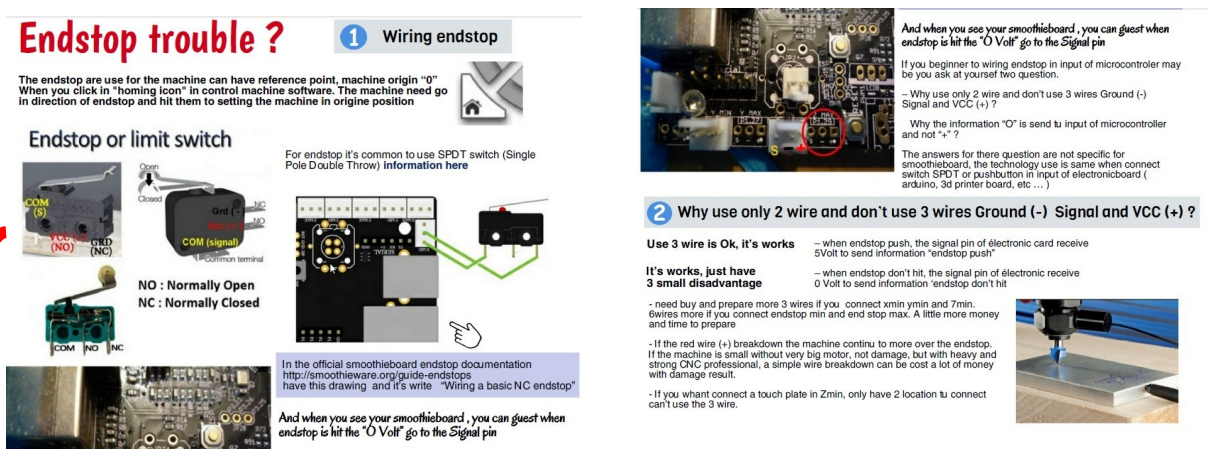 Endstop trouble ?
1 Wiring endstop
The endstop are use for the machine can have reference point, machine origin "0"
When you click in "homing icon" in control machine software. The machine need go
in direction of endstop and hit them to setting the machine in origine position
Endstop or limit switch
COM
(S)
VCC (+)
(NO)
GRD
(NC)
Open
Closed
Grd (-)
Vcc (+)
COM (signal)
NC
NO
Common terminal
NO : Normally Open
NC : Normally Closed
COM NO NC
For endstop it's common to use SPDT switch (Single
Pole Double Throw) information here
In the official smoothieboard endstop documentation
http://smoothieware.org/guide-endstops
have this drawing and it's write "Wiring a basic NC endstop"
And when you see your smoothieboard , you can guest when
endstop is hit the "O Volt" go to the Signal pin
Y MIN
Y MAX
RESET
S
And when you see your smoothieboard , you can guest when
endstop is hit the "O Volt" go to the Signal pin
If you beginner to wiring endstop in input of microcontroler may
be you ask at yoursef two question.
– Why use only 2 wire and don't use 3 wires Ground (-)
Signal and VCC (+) ?
Why the information "O" is send tu input of microcontroller
and not "+" ?
The answers for there question are not specific for
smoothieboard, the technology use is same when connect
switch SPDT or pushbutton in input of electronicboard (
arduino, 3d printer board, etc ... )
2 Why use only 2 wire and don't use 3 wires Ground (-) Signal and VCC (+) ?
Use 3 wire is Ok, it's works
– when endstop push, the signal pin of électronic card receive
5Volt to send information "endstop push"
It's works, just have
3 small disadvantage
– when endstop don't hit, the signal pin of électronic receive
0 Volt to send information 'endstop don't hit
- need buy and prepare more 3 wires if you connect xmin ymin and 7min.
6wires more if you connect endstop min and end stop max. A little more money
and time to prepare
- If the red wire (+) breakdown the machine continu to more over the endstop.
If the machine is small without very big motor, not damage, but with heavy and
strong CNC professional, a simple wire breakdown can be cost a lot of money
with damage result.
- If you whant connect a touch plate in Zmin, only have 2 location tu connect
can't use the 3 wire.